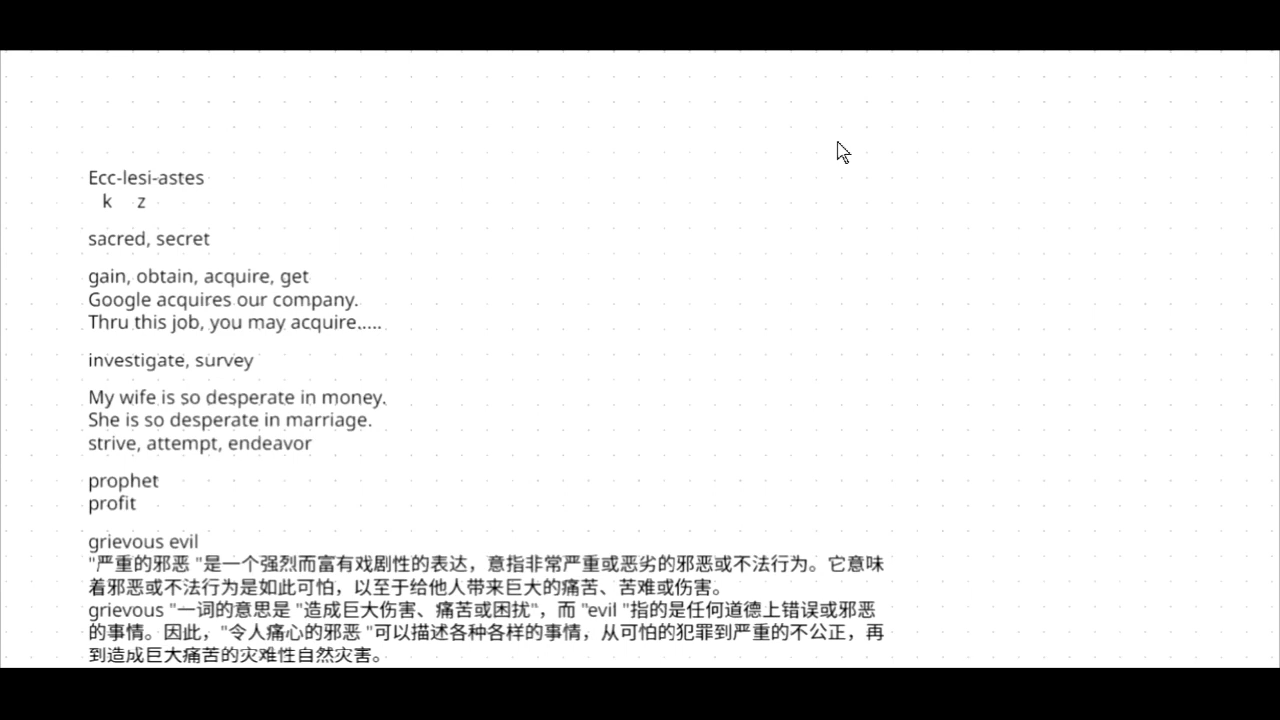 Ecc-lesi-astes
k z
sacred, secret
gain, obtain, acquire, get
Google acquires our company.
Thru this job, you may acquire.....
investigate, survey
My wife is so desperate in money.
She is so desperate in marriage.
strive, attempt, endeavor
prophet
profit
grievous evil
"严重的邪恶 "是一个强烈而富有戏剧性的表达，意指非常严重或恶劣的邪恶或不法行为。它意味
着邪恶或不法行为是如此可怕，以至于给他人带来巨大的痛苦、苦难或伤害。
grievous "一词的意思是 "造成巨大伤害、痛苦或困扰"，而 "evil "指的是任何道德上错误或邪恶
的事情。因此，"令人痛心的邪恶 "可以描述各种各样的事情，从可怕的犯罪到严重的不公正，再
到造成巨大痛苦的灾难性自然灾害。